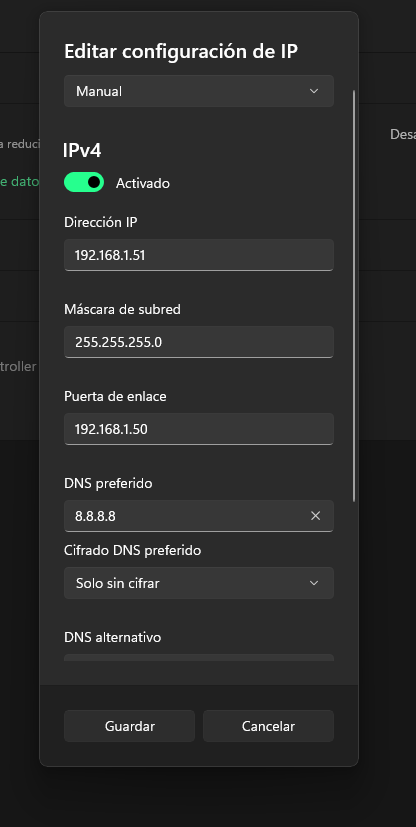 Editar configuración de IP
Manual
Desa
a reduci
IPv4
e dato
Activado
Dirección IP
192.168.1.51
Máscara de subred
255.255.255.0
troller
Puerta de enlace
192.168.1.50
DNS preferido
8.8.8.8
Cifrado DNS preferido
Solo sin cifrar
DNS alternativo
Guardar
Cancelar